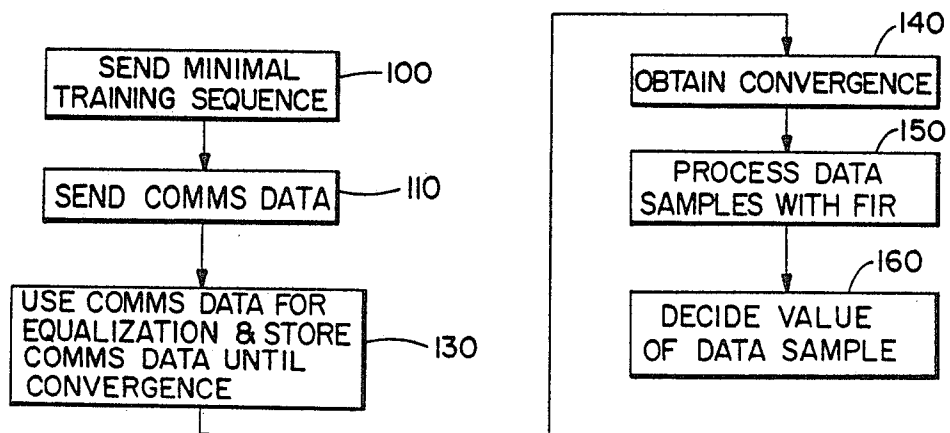 SEND MINIMAL
TRAINING SEQUENCE
100
SEND COMMS DATA
110
USE COMMS DATA FOR
EQUALIZATION & STORE
COMMS DATA UNTIL
CONVERGENCE
130
140
OBTAIN CONVERGENCE
150
PROCESS DATA
SAMPLES WITH FIR
160
DECIDE VALUE
OF DATA SAMPLE